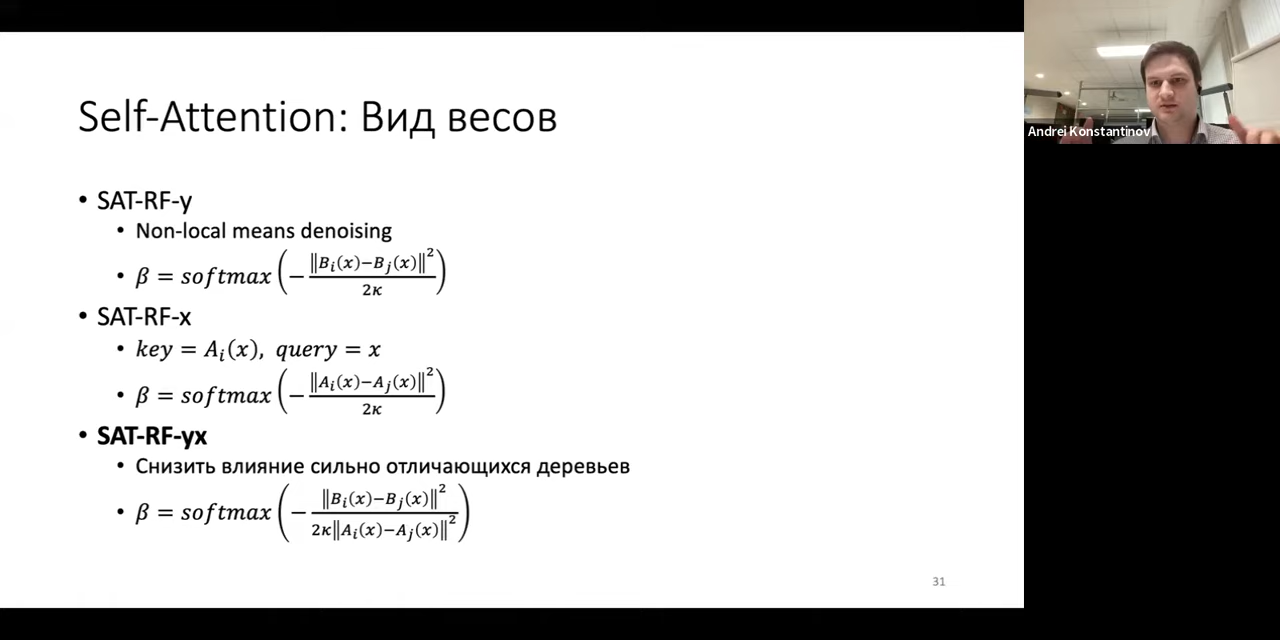 Self-Attention: Вид весов
• SAT-RF-y
• Non-local means denoising
• β = softmax(−‖B_i(x)−B_j(x)‖² / 2κ)
• SAT-RF-x
• key = A_i(x), query = x
• β = softmax(−‖A_i(x)−A_j(x)‖² / 2κ)
• SAT-RF-yx
• Снизить влияние сильно отличающихся деревьев
• β = softmax(−‖B_i(x)−B_j(x)‖² / 2κ‖A_i(x)−A_j(x)‖²)
31
Andrei Konstantinov